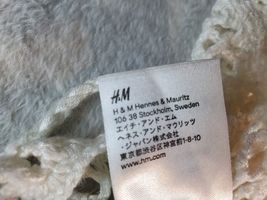 H&M
H & M Hennes & Mauritz
106 38 Stockholm, Sweden
エイチ・アンド・エム
ヘネス・アンド・マウリッツ
・ジャパン株式会社
東京都渋谷区神宮前1-8-10
www.hm.com